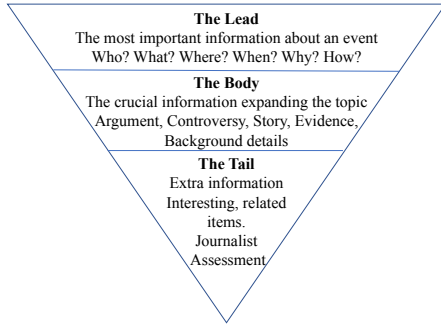 The Lead
The most important information about an event
Who? What? Where? When? Why? How?
The Body
The crucial information expanding the topic
Argument, Controversy, Story, Evidence,
Background details
The Tail
Extra information
Interesting, related
items.
Journalist
Assessment